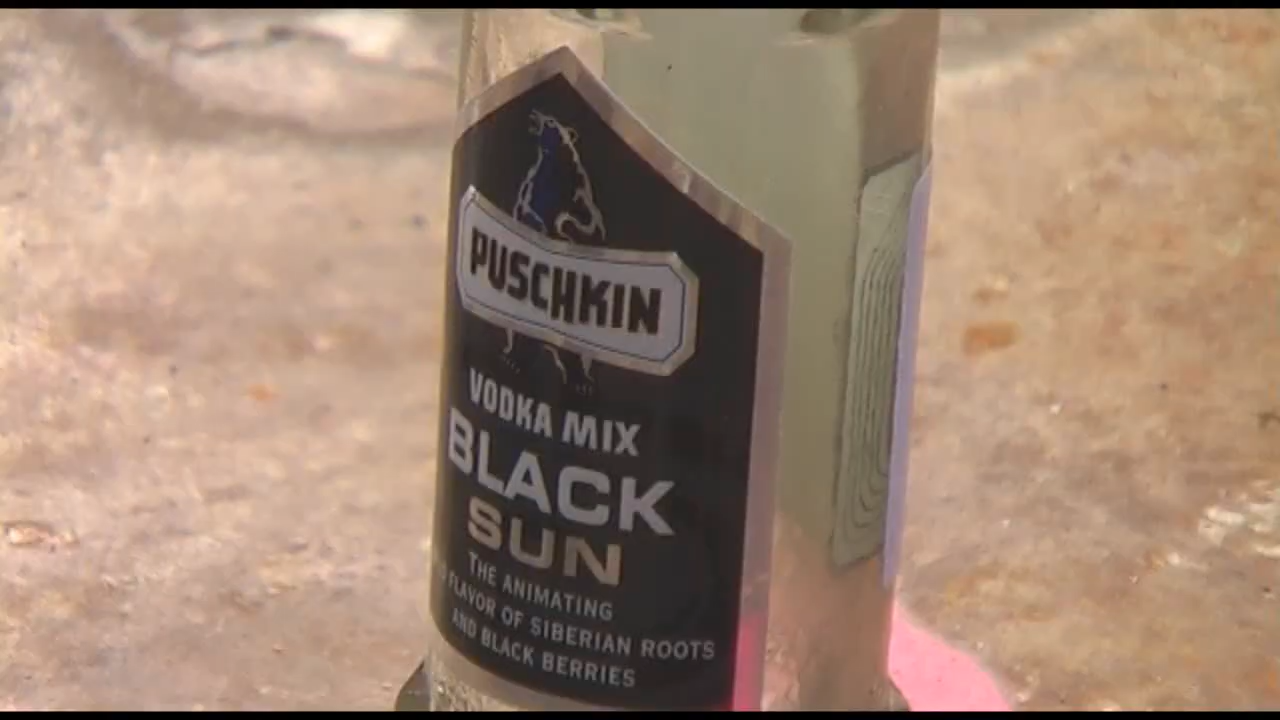 PUSCHKIN
VODKA MIX
BLACK
SUN
THE ANIMATING
FLAVOR OF SIBERIAN ROOTS
AND BLACK BERRIES